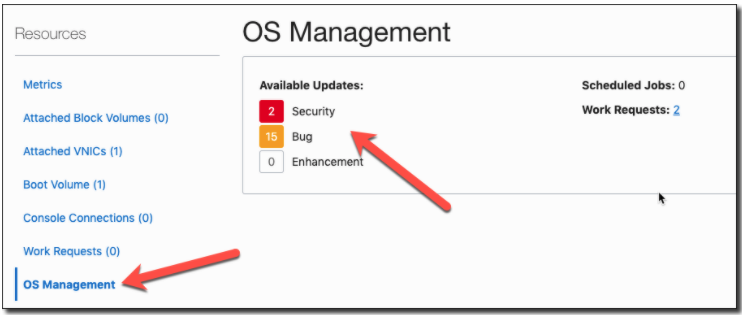 Resources
Metrics
Attached Block Volumes (0)
Attached VNICs (1)
Boot Volume (1)
Console Connections (0)
Work Requests (0)
OS Management
OS Management
Available Updates:
2 Security
15 Bug
0 Enhancement
Scheduled Jobs: 0
Work Requests: 2